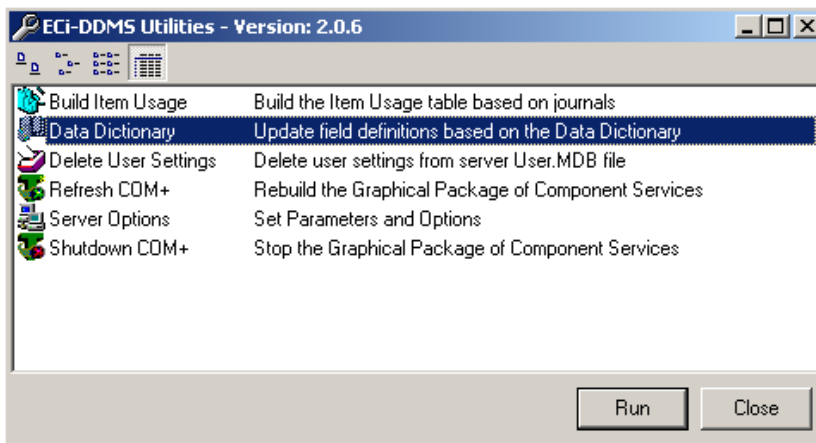 ECi-DDMS Utilities - Version: 2.0.6
Build Item Usage Build the Item Usage table based on journals
Data Dictionary Update field definitions based on the Data Dictionary
Delete User Settings Delete user settings from server User.MDB file
Refresh COM+ Rebuild the Graphical Package of Component Services
Server Options Set Parameters and Options
Shutdown COM+ Stop the Graphical Package of Component Services
Run Close